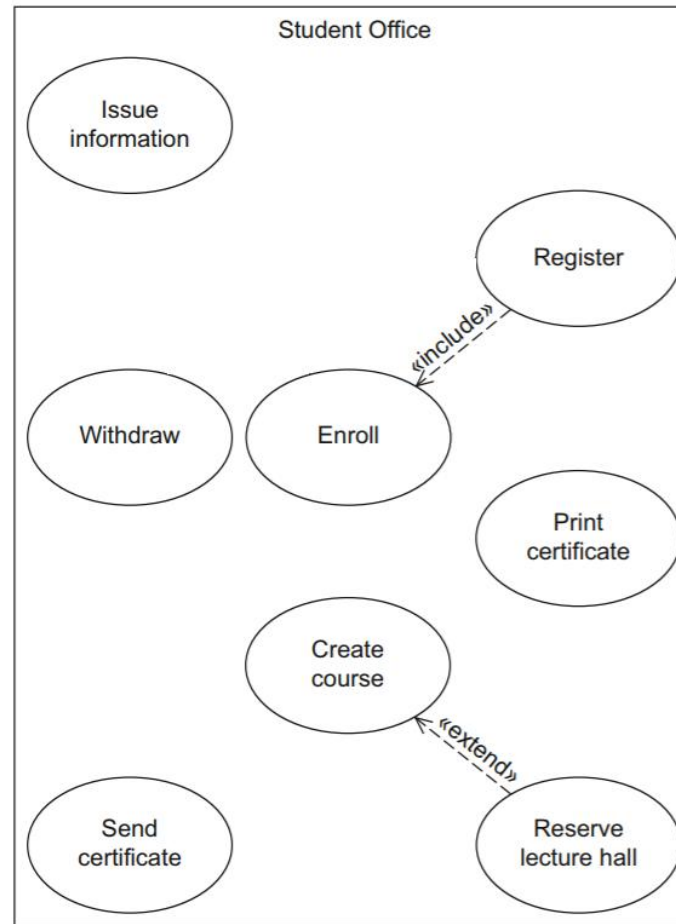 Student Office
Issue
information
Register
«include»
Withdraw
Enroll
Print
certificate
Create
course
«extend»
Send
certificate
Reserve
lecture hall